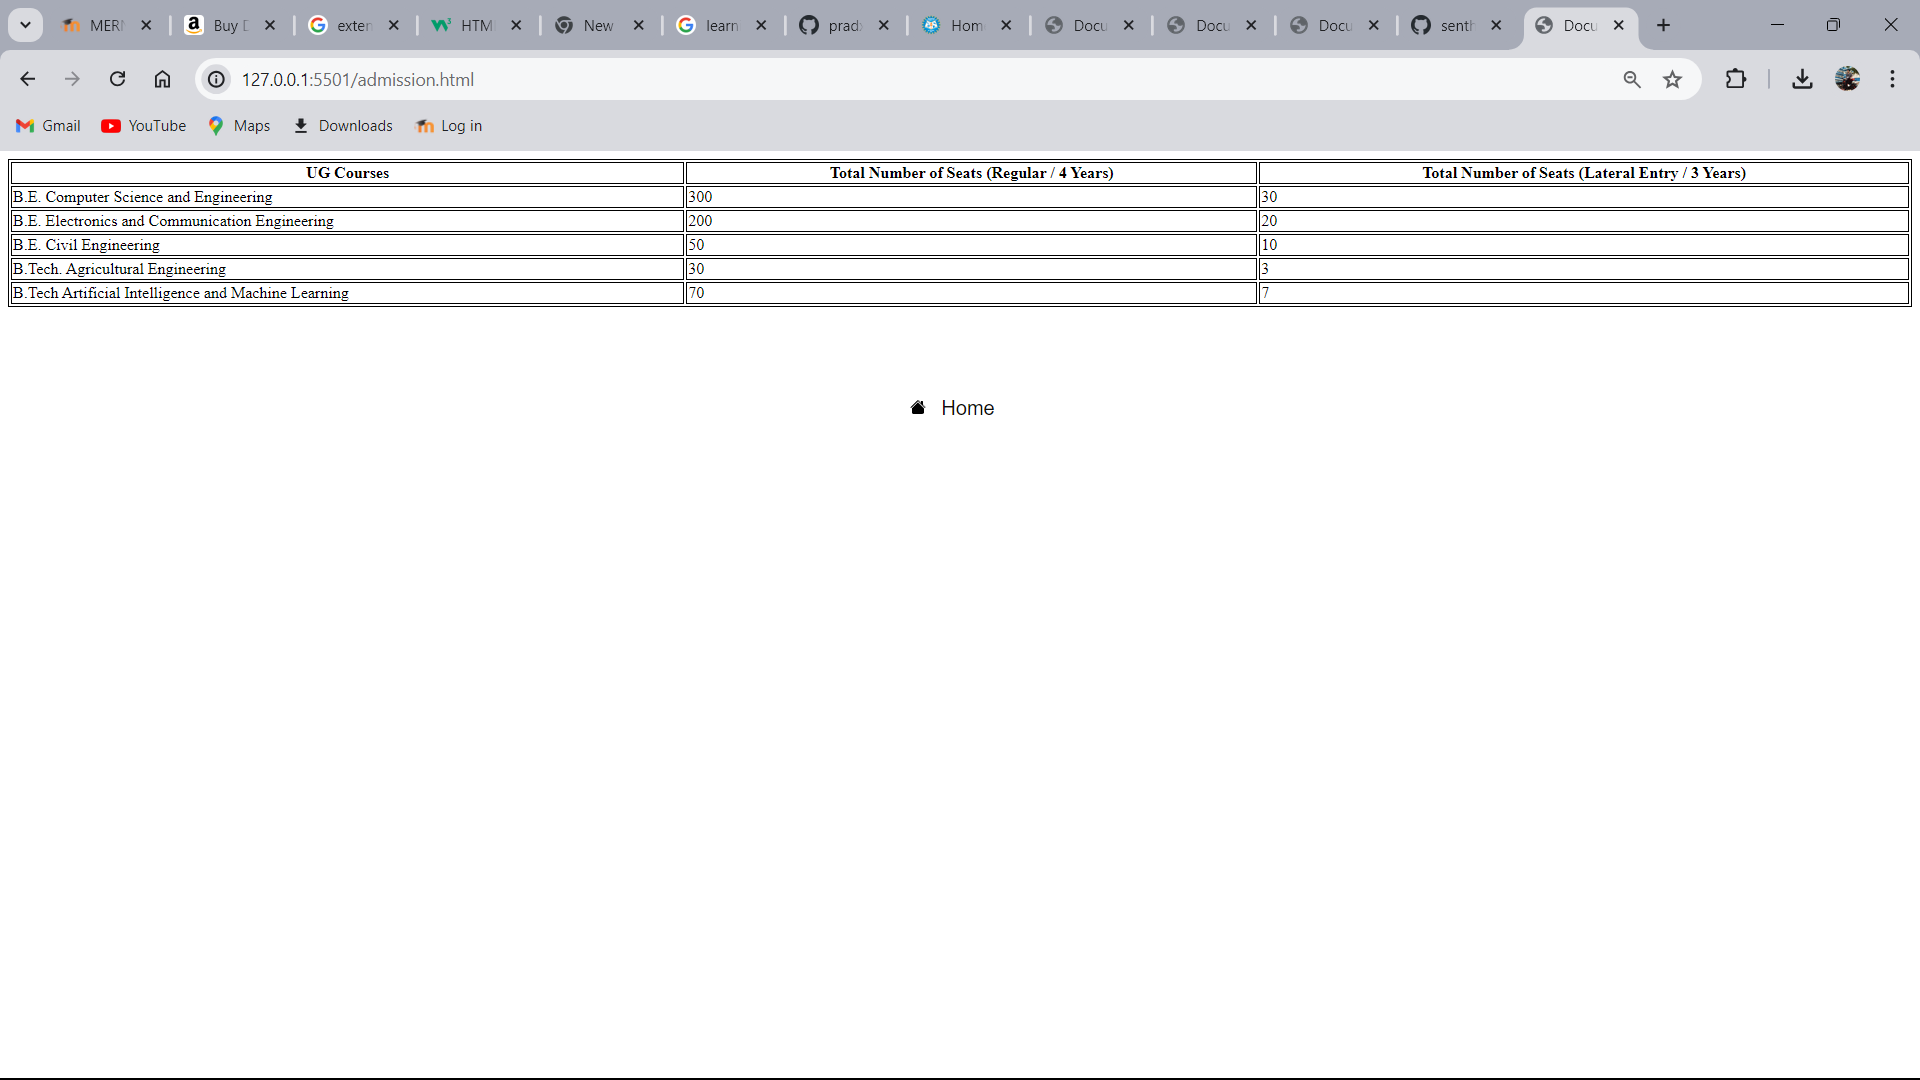 MERN Buy D exten HTML New learn prad Hom Docu Docu Docu senth Docu
127.0.0.1:5501/admission.html
Gmail YouTube Maps Downloads Log in
UG Courses Total Number of Seats (Regular / 4 Years) Total Number of Seats (Lateral Entry / 3 Years)
B.E. Computer Science and Engineering 300 30
B.E. Electronics and Communication Engineering 200 20
B.E. Civil Engineering 50 10
B.Tech. Agricultural Engineering 30 3
B.Tech Artificial Intelligence and Machine Learning 70 7
Home